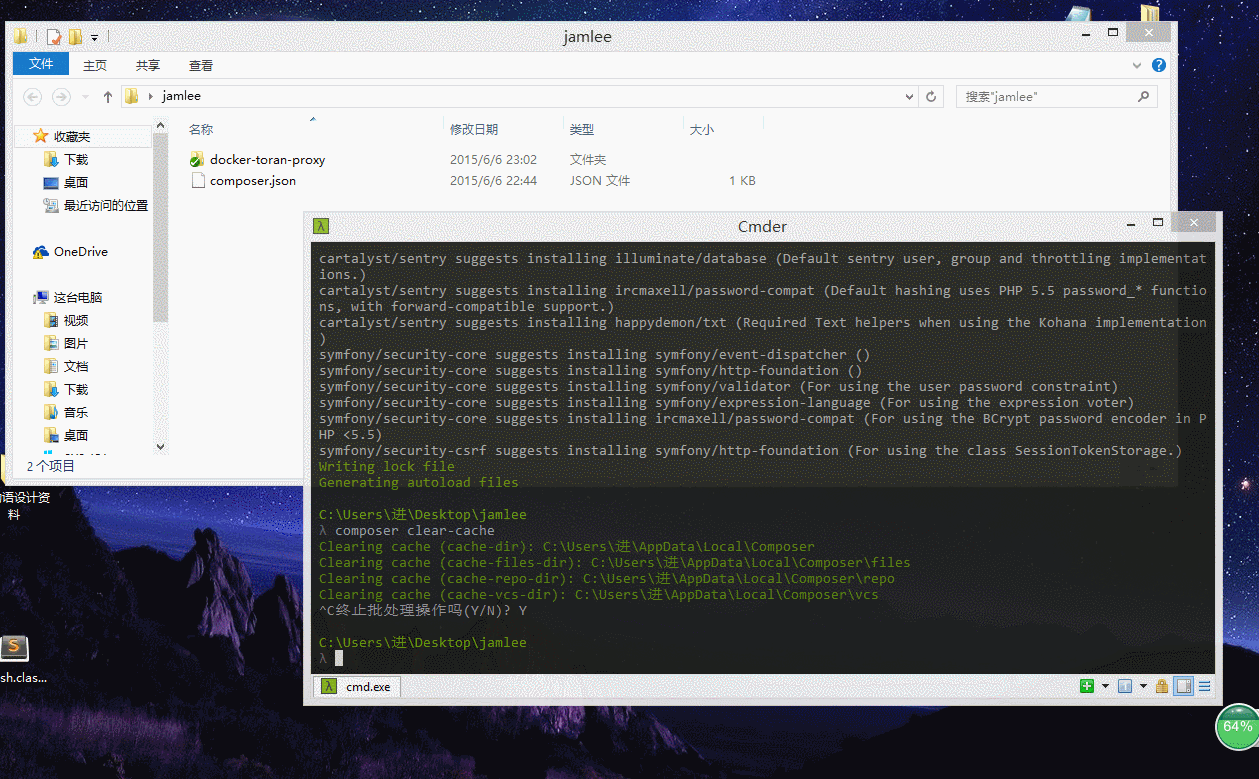 jamlee
文件 主页 共享 查看
jamlee
搜索"jamlee"
名称 修改日期 类型 大小
收藏夹
下载
桌面
最近访问的位置
OneDrive
这台电脑
视频
图片
文档
下载
音乐
桌面
docker-toran-proxy 2015/6/6 23:02 文件夹
composer.json 2015/6/6 22:44 JSON 文件 1 KB
2 个项目
Cmder
cartalyst/sentry suggests installing illuminate/database (Default sentry user, group and throttling implementat
ions.)
cartalyst/sentry suggests installing ircmaxell/password-compat (Default hashing uses PHP 5.5 password_* functio
ns, with forward-compatible support.)
cartalyst/sentry suggests installing happydemon/txt (Required Text helpers when using the Kohana implementation
)
symfony/security-core suggests installing symfony/event-dispatcher ()
symfony/security-core suggests installing symfony/http-foundation ()
symfony/security-core suggests installing symfony/validator (For using the user password constraint)
symfony/security-core suggests installing symfony/expression-language (For using the expression voter)
symfony/security-core suggests installing ircmaxell/password-compat (For using the BCrypt password encoder in P
HP <5.5)
symfony/security-csrf suggests installing symfony/http-foundation (For using the class SessionTokenStorage.)
Writing lock file
Generating autoload files
C:\Users\进\Desktop\jamlee
λ composer clear-cache
Clearing cache (cache-dir): C:\Users\进\AppData\Local\Composer
Clearing cache (cache-files-dir): C:\Users\进\AppData\Local\Composer\files
Clearing cache (cache-repo-dir): C:\Users\进\AppData\Local\Composer\repo
Clearing cache (cache-vcs-dir): C:\Users\进\AppData\Local\Composer\vcs
^C终止批处理操作吗(Y/N)? Y
C:\Users\进\Desktop\jamlee
λ
λ cmd.exe
语设计资
料
sh.clas...
64%